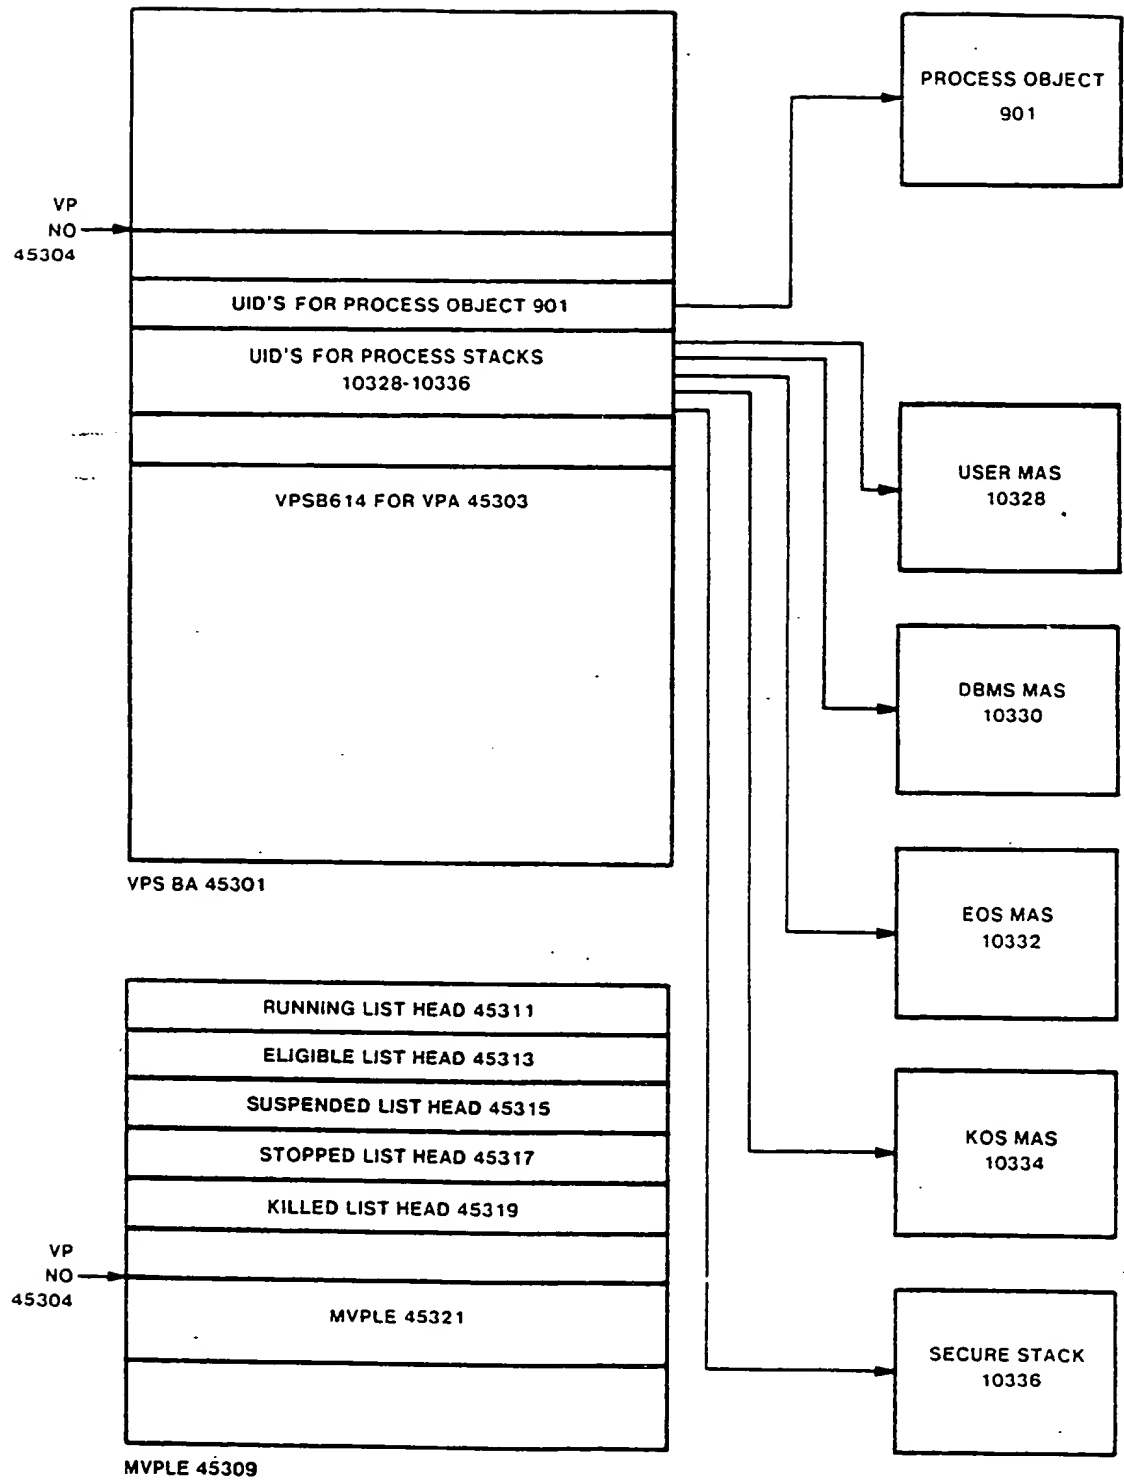 PROCESS OBJECT
901
VP
NO
45304
UID'S FOR PROCESS OBJECT 901
UID'S FOR PROCESS STACKS
10328-10336
VPSB614 FOR VPA 45303
USER MAS
10328
DBMS MAS
10330
EOS MAS
10332
KOS MAS
10334
SECURE STACK
10336
VPS BA 45301
RUNNING LIST HEAD 45311
ELIGIBLE LIST HEAD 45313
SUSPENDED LIST HEAD 45315
STOPPED LIST HEAD 45317
KILLED LIST HEAD 45319
VP
NO
45304
MVPLE 45321
MVPLE 45309